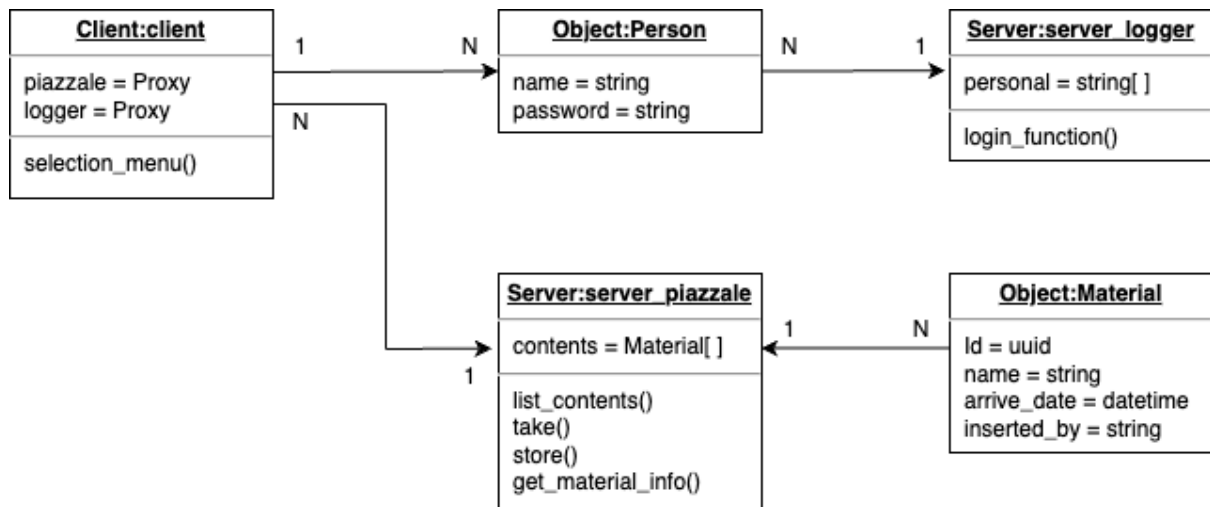 Client:client
piazzale = Proxy
logger = Proxy
selection_menu()
1
N
N
Object:Person
name = string
password = string
N
1
Server:server_logger
personal = string[ ]
login_function()
Server:server_piazzale
contents = Material[ ]
list_contents()
take()
store()
get_material_info()
1
1
N
Object:Material
Id = uuid
name = string
arrive_date = datetime
inserted_by = string